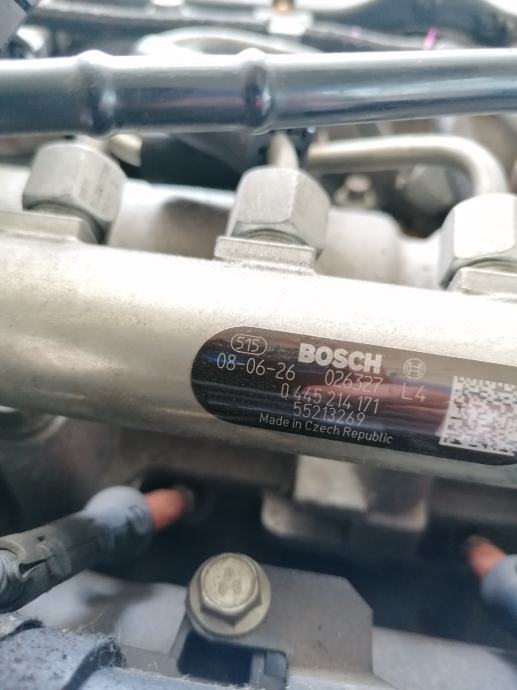 515 BOSCH
08-06-26 026327 L4
0 445 214 171
55213269
Made in Czech Republic